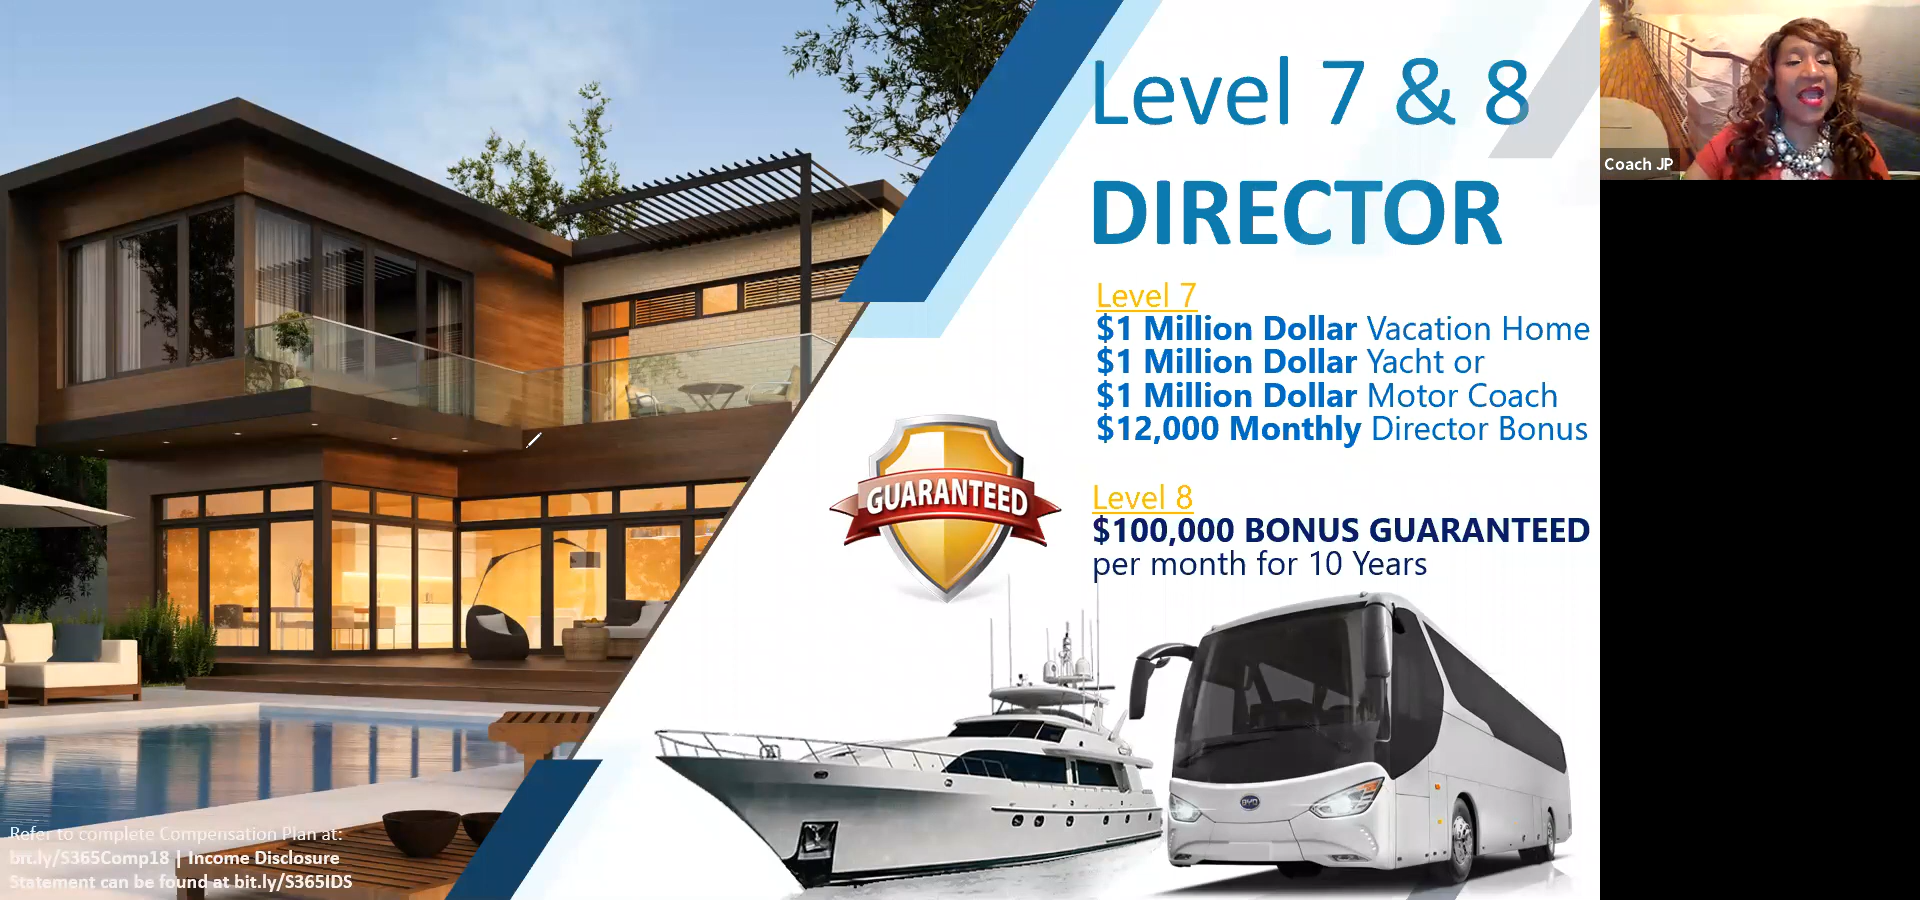 Level 7 & 8
DIRECTOR
Level 7
$1 Million Dollar Vacation Home
$1 Million Dollar Yacht or
$1 Million Dollar Motor Coach
$12,000 Monthly Director Bonus
GUARANTEED
Level 8
$100,000 BONUS GUARANTEED
per month for 10 Years
BYD
Refer to complete Compensation Plan at:
bit.ly/S365Comp18 | Income Disclosure
Statement can be found at bit.ly/S365IDS
Coach JP